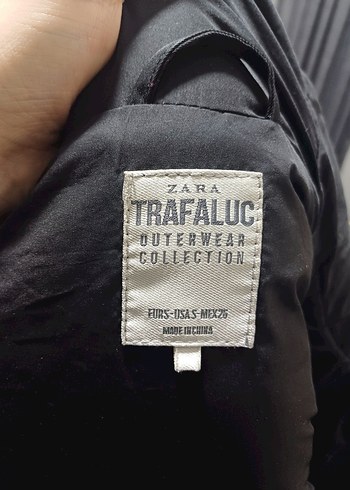 ZARA
TRAFALUC
OUTERWEAR
COLLECTION
EURS-USAS-MEX26
MADE IN CHINA